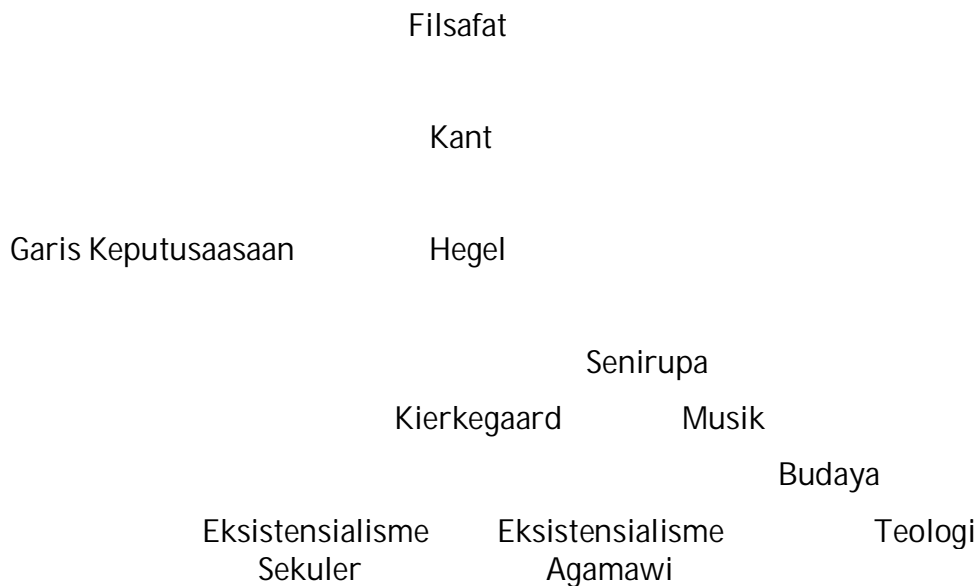 Filsafat
Kant
Garis Keputusaasaan Hegel
Senirupa
Kierkegaard Musik
Budaya
Eksistensialisme Eksistensialisme Teologi
Sekuler Agamawi